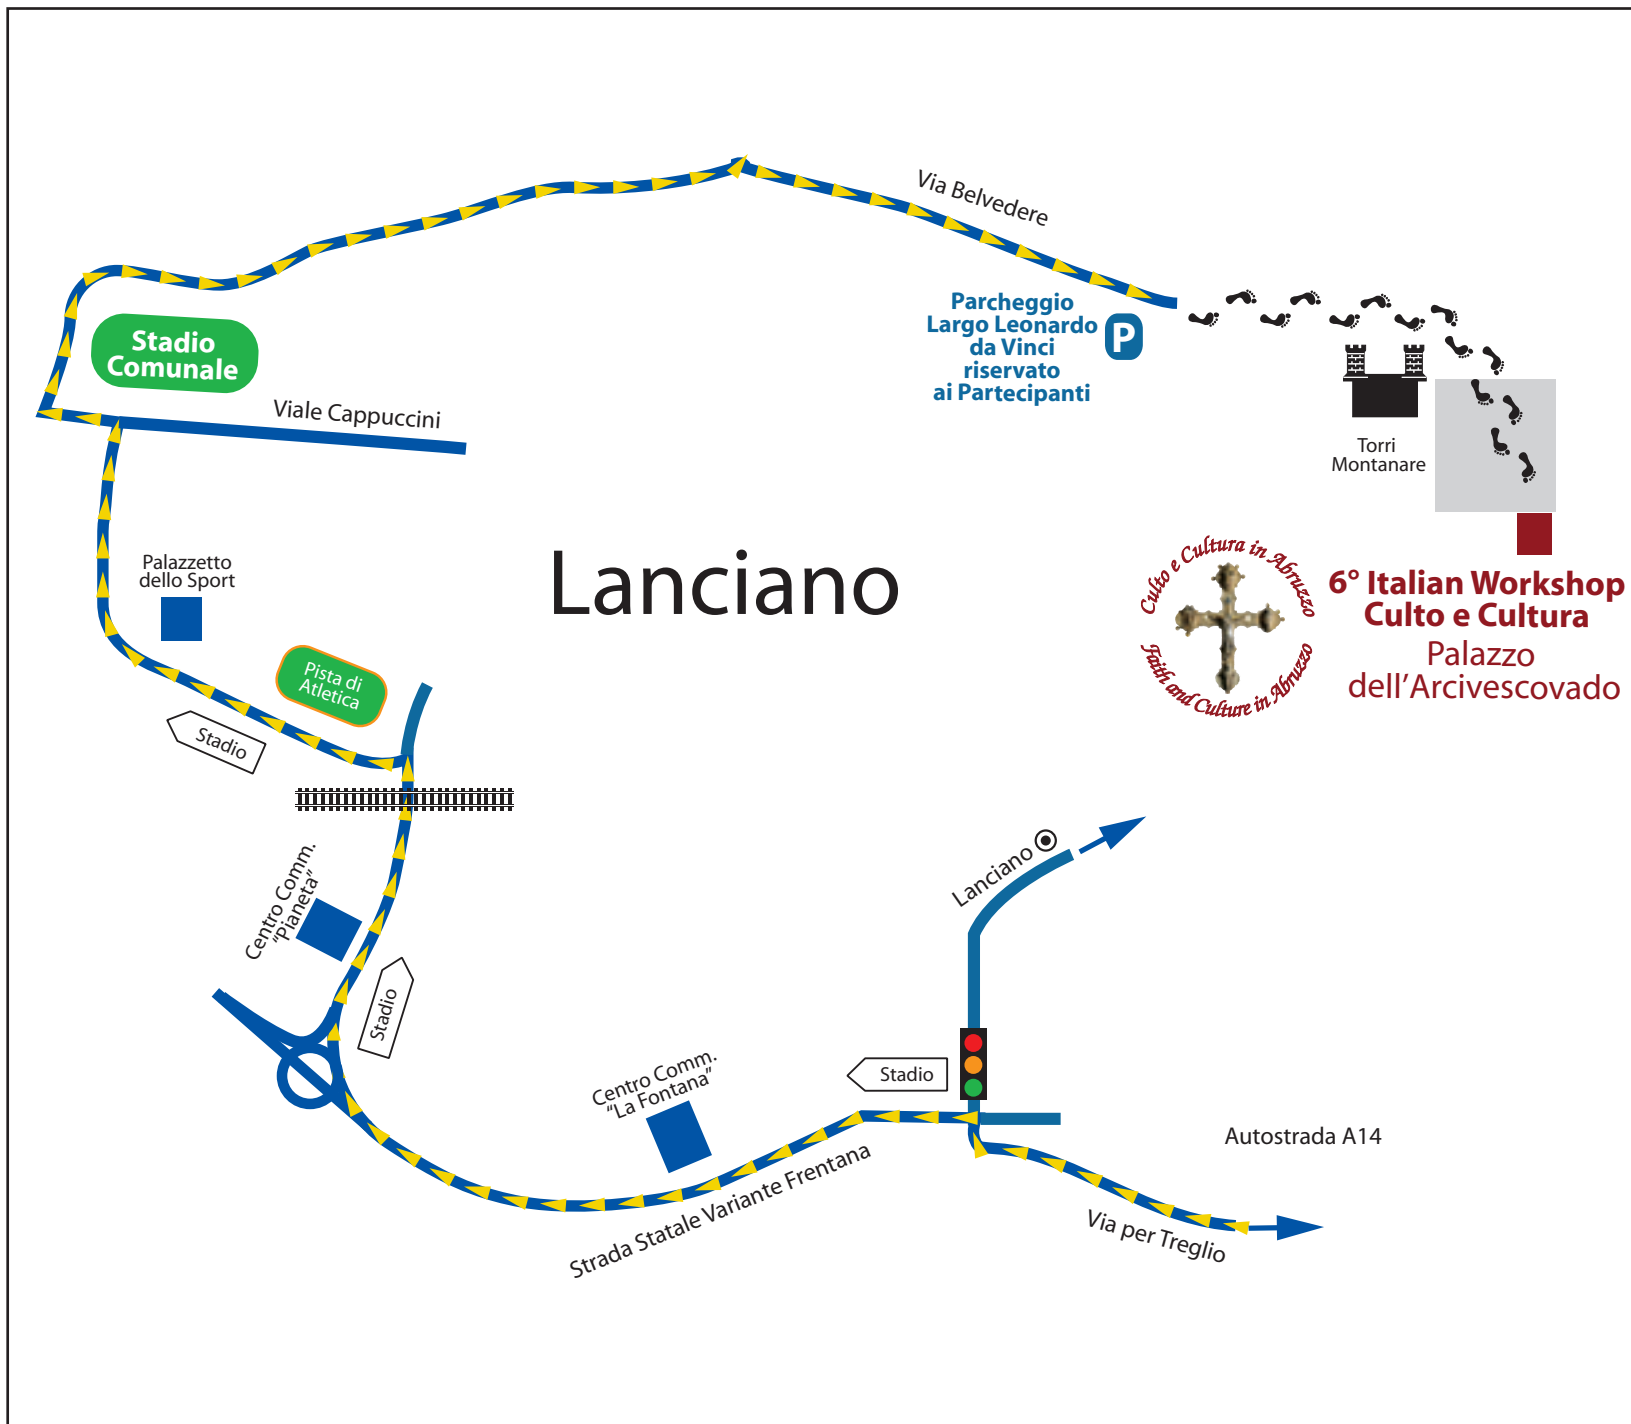 Via Belvedere
Parcheggio
Largo Leonardo
da Vinci
riservato
ai Partecipanti
P
Stadio
Comunale
Viale Cappuccini
Torri
Montanare
Palazzetto
dello Sport
Lanciano
Culto e Cultura in Abruzzo
Faith and Culture in Abruzzo
6° Italian Workshop
Culto e Cultura
Palazzo
dell’Arcivescovado
Pista di
Atletica
Stadio
Centro Comm.
“Pianeta”
Lanciano
Stadio
Centro Comm.
“La Fontana”
Stadio
Autostrada A14
Strada Statale Variante Frentana
Via per Treglio